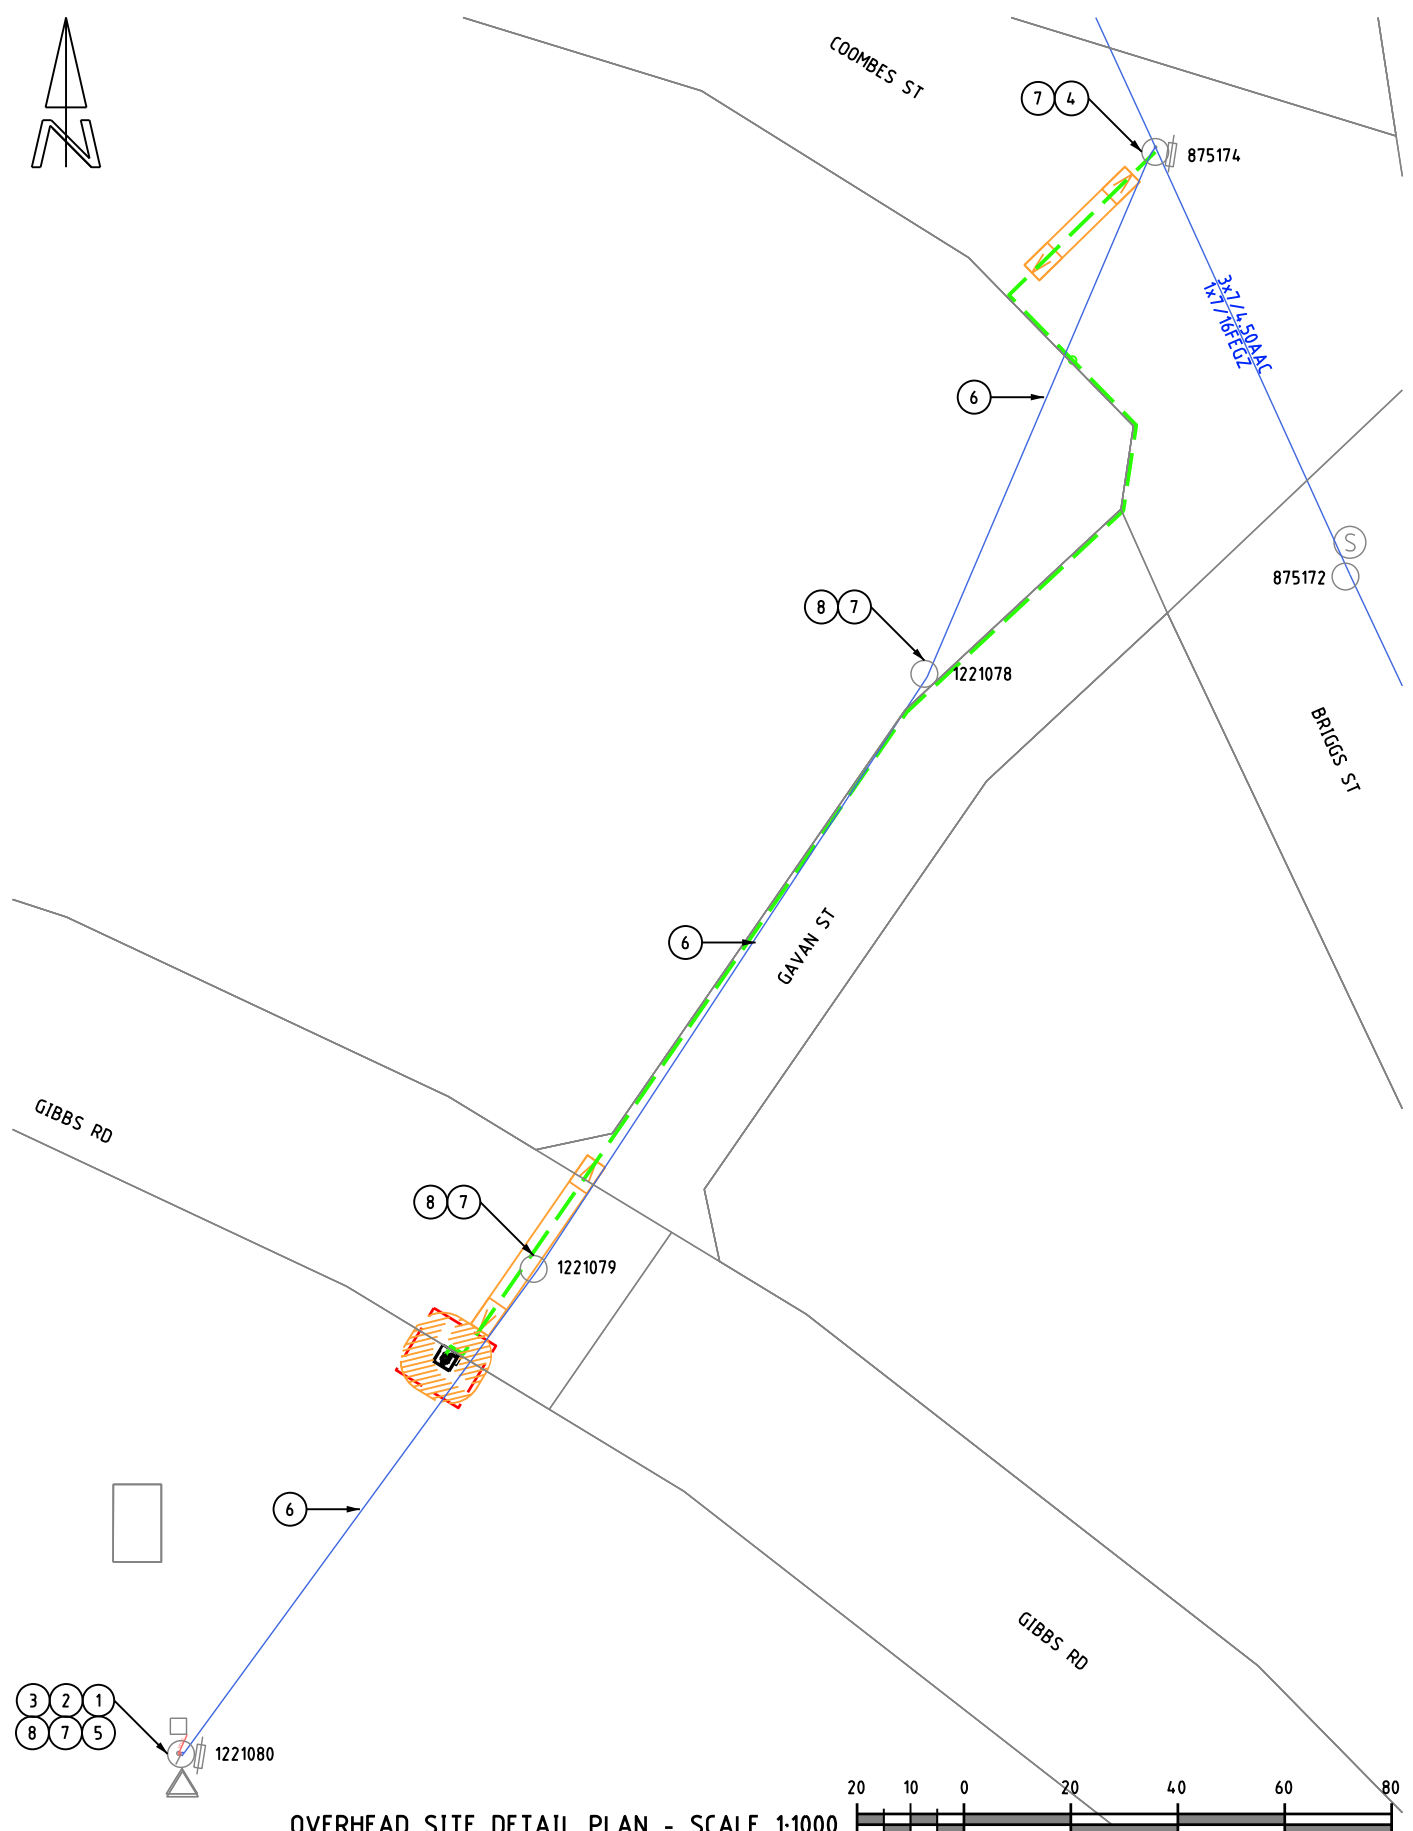 N
COOMBES ST
7 4
875174
3x7/4.50AAC
1x7/16FEGZ
6
S
875172
8 7
1221078
BRIGGS ST
6
GAVAN ST
GIBBS RD
8 7
1221079
6
GIBBS RD
3 2 1
8 7 5
1221080
20 10 0 20 40 60 80
OVERHEAD SITE DETAIL PLAN - SCALE 1:1000